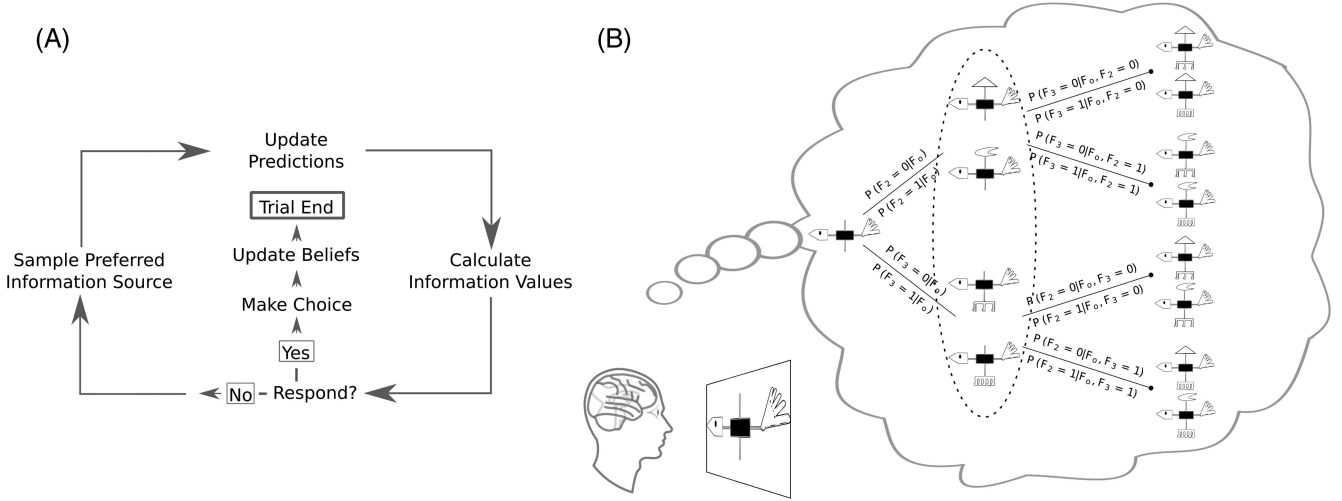 (A)
Update
Predictions
Trial End
Update Beliefs
Make Choice
Yes
Respond?
No
Sample Preferred
Information Source
Calculate
Information Values
(B)
P (F₂ = 0|Fₒ)
P (F₂ = 1|Fₒ)
P (F₃ = 0|Fₒ)
P (F₃ = 1|Fₒ)
P (F₃ = 0|Fₒ, F₂ = 0)
P (F₃ = 1|Fₒ, F₂ = 0)
P (F₃ = 0|Fₒ, F₂ = 1)
P (F₃ = 1|Fₒ, F₂ = 1)
P (F₂ = 0|Fₒ, F₃ = 0)
P (F₂ = 1|Fₒ, F₃ = 0)
P (F₂ = 0|Fₒ, F₃ = 1)
P (F₂ = 1|Fₒ, F₃ = 1)